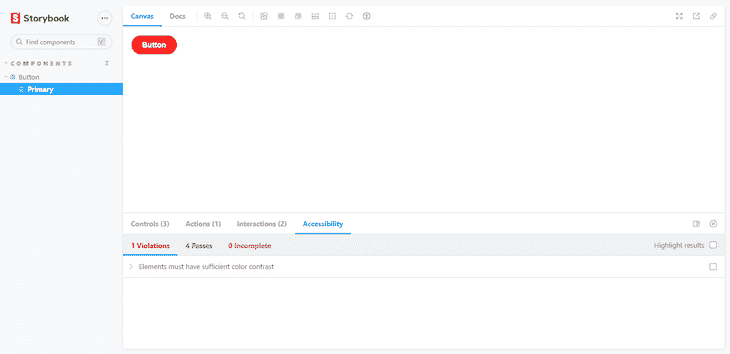 Storybook
Canvas
Docs
Find components
/
COMPONENTS
Button
Primary
Button
Controls (3)
Actions (1)
Interactions (2)
Accessibility
1 Violations
4 Passes
0 Incomplete
Highlight results
Elements must have sufficient color contrast